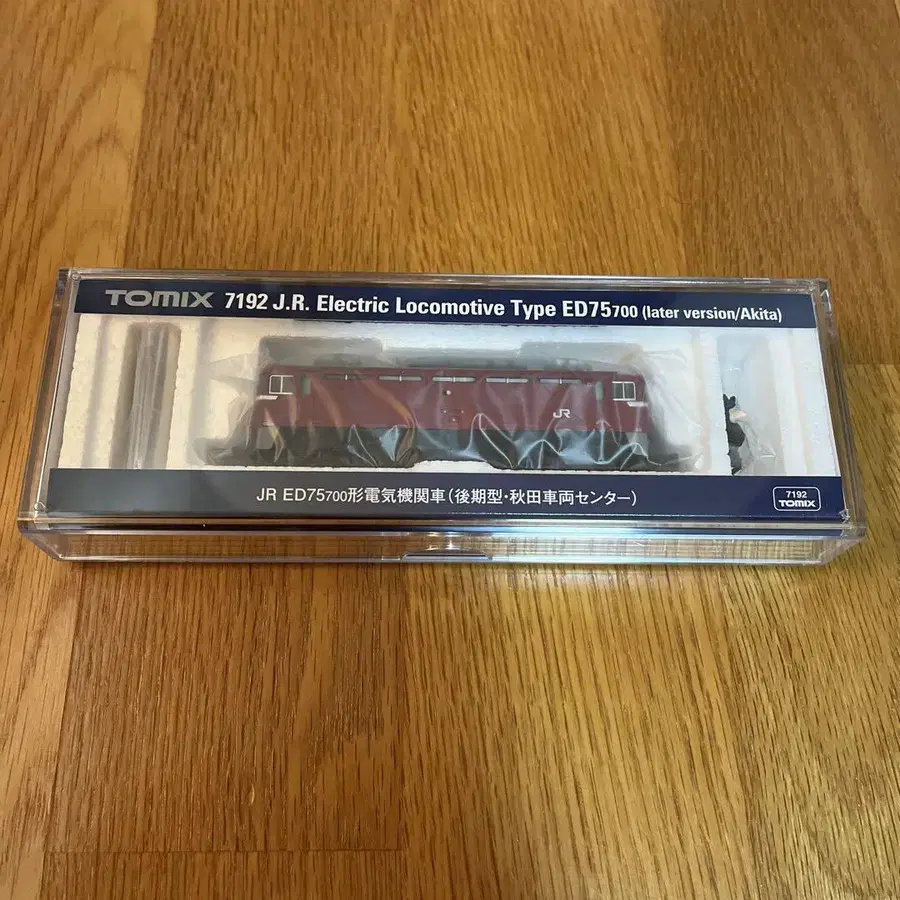 TOMIX 7192 J.R. Electric Locomotive Type ED75700 (later version/Akita)
JR
JR ED75700形電気機関車(後期型・秋田車両センター)
7192
TOMIX